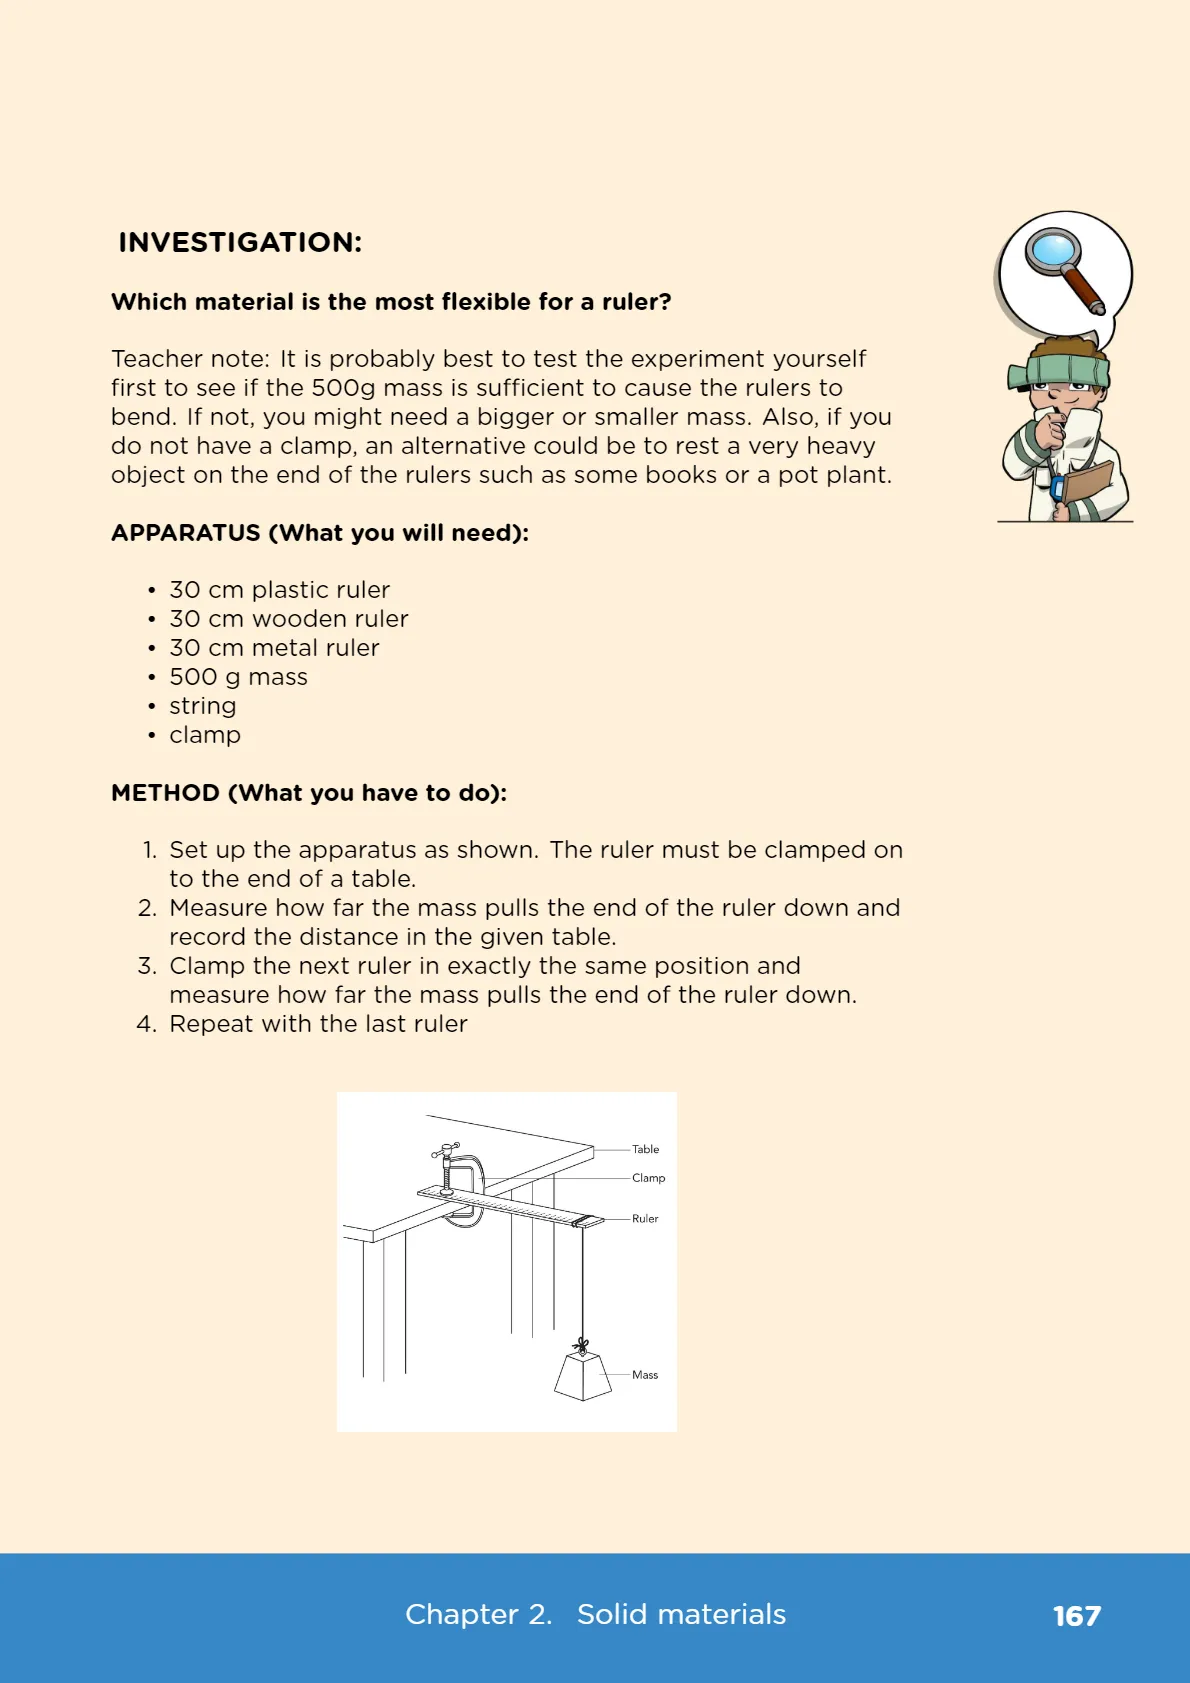 INVESTIGATION:
Which material is the most flexible for a ruler?
Teacher note: It is probably best to test the experiment yourself
first to see if the 500g mass is sufficient to cause the rulers to
bend. If not, you might need a bigger or smaller mass. Also, if you
do not have a clamp, an alternative could be to rest a very heavy
object on the end of the rulers such as some books or a pot plant.
APPARATUS (What you will need):
• 30 cm plastic ruler
• 30 cm wooden ruler
• 30 cm metal ruler
• 500 g mass
• string
• clamp
METHOD (What you have to do):
1. Set up the apparatus as shown. The ruler must be clamped on
to the end of a table.
2. Measure how far the mass pulls the end of the ruler down and
record the distance in the given table.
3. Clamp the next ruler in exactly the same position and
measure how far the mass pulls the end of the ruler down.
4. Repeat with the last ruler
Table
Clamp
Ruler
Mass
Chapter 2. Solid materials
167